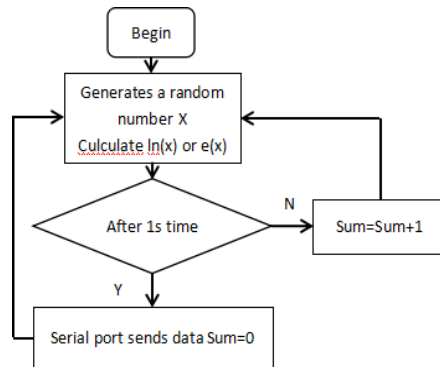 Begin
Generates a random
number X
Culculate ln(x) or e(x)
After 1s time
N
Sum=Sum+1
Y
Serial port sends data Sum=0